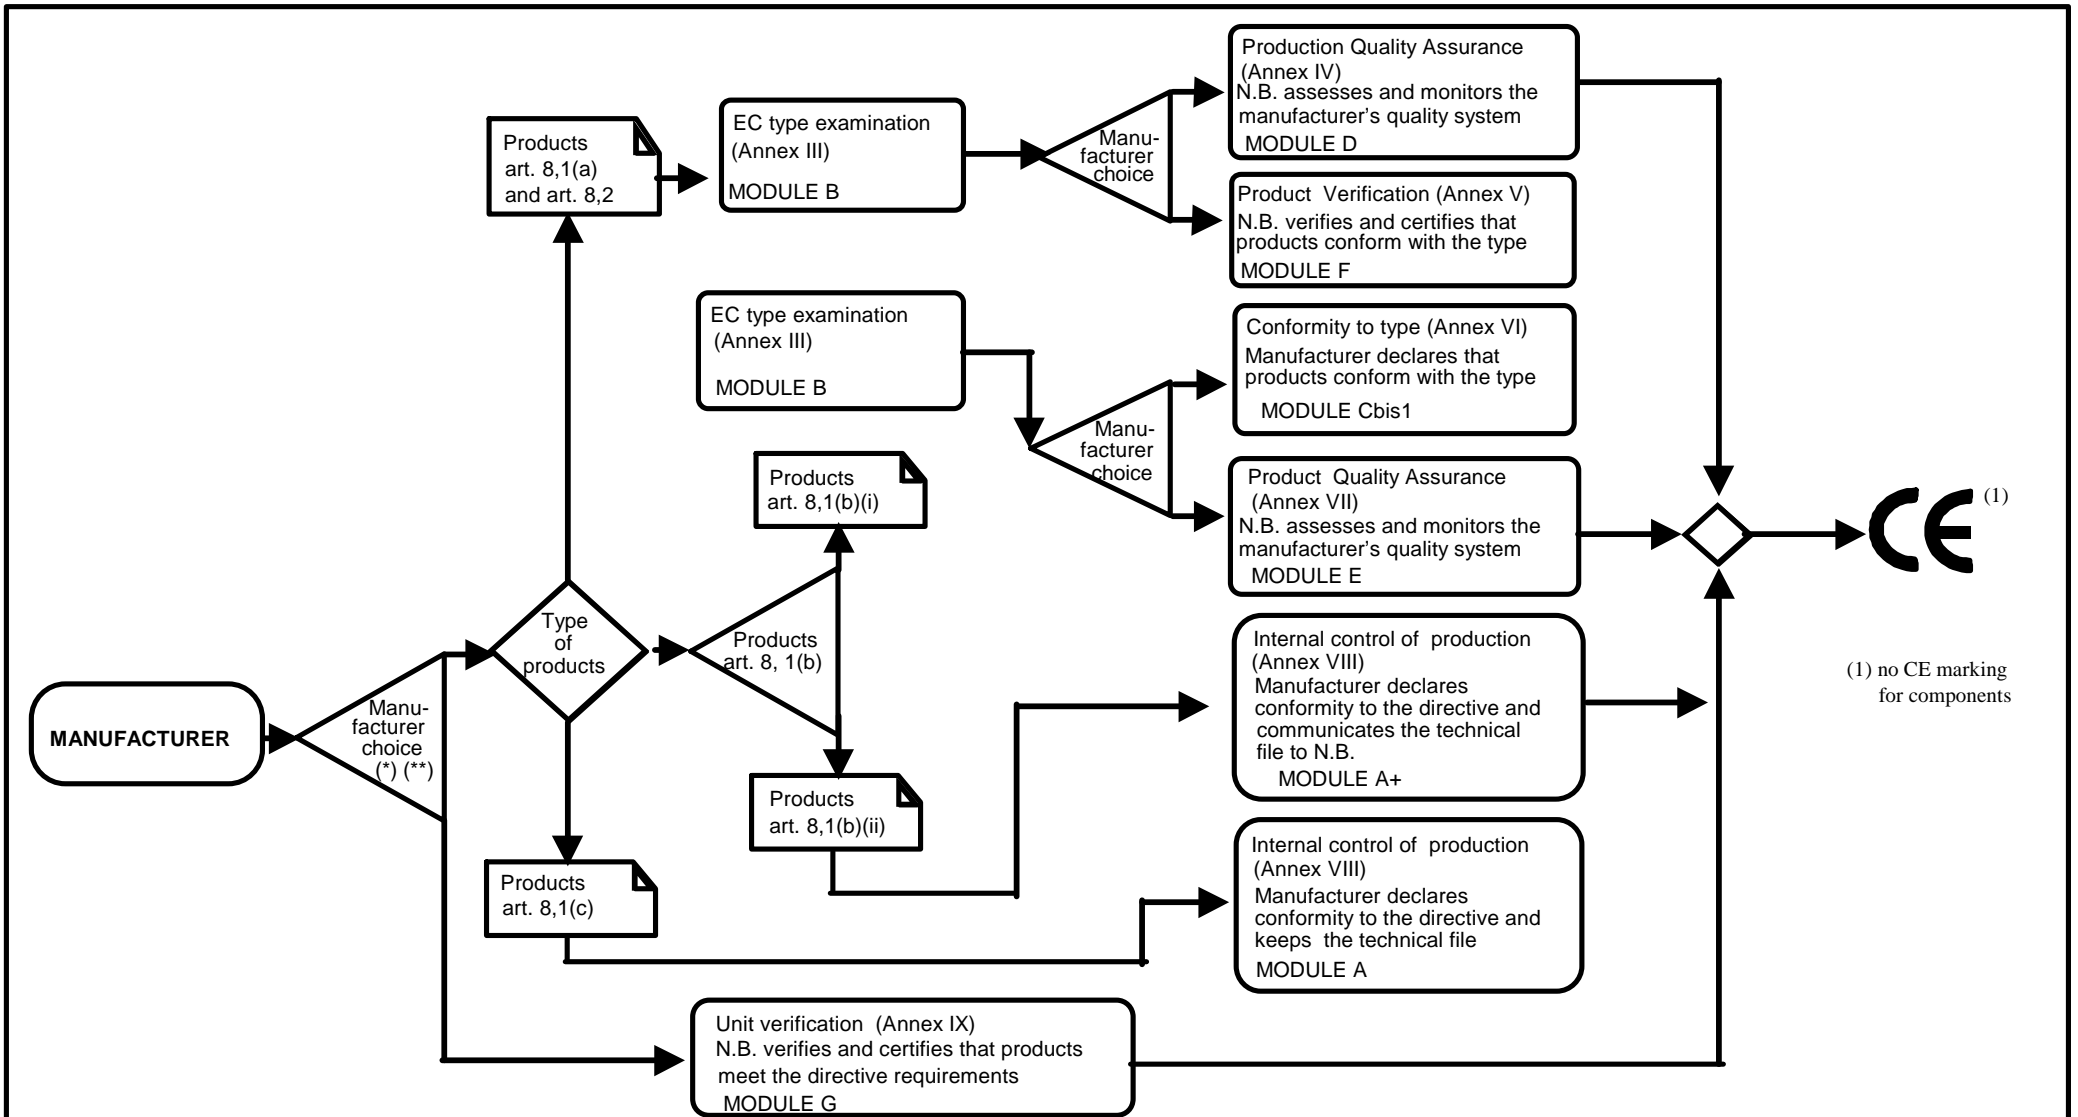 Production Quality Assurance
(Annex IV)
N.B. assesses and monitors the
manufacturer's quality system
MODULE D
EC type examination
(Annex III)
MODULE B
Manu-
facturer
choice
Products
art. 8,1(a)
and art. 8,2
Product Verification (Annex V)
N.B. verifies and certifies that
products conform with the type
MODULE F
EC type examination
(Annex III)
MODULE B
Conformity to type (Annex VI)
Manufacturer declares that
products conform with the type
MODULE Cbis1
Manu-
facturer
choice
Products
art. 8,1(b)(i)
Product Quality Assurance
(Annex VII)
N.B. assesses and monitors the
manufacturer's quality system
MODULE E
CE (1)
Type
of
products
Products
art. 8, 1(b)
Internal control of production
(Annex VIII)
Manufacturer declares
conformity to the directive and
communicates the technical
file to N.B.
MODULE A+
(1) no CE marking
for components
MANUFACTURER
Manu-
facturer
choice
(*) (**)
Products
art. 8,1(b)(ii)
Products
art. 8,1(c)
Internal control of production
(Annex VIII)
Manufacturer declares
conformity to the directive and
keeps the technical file
MODULE A
Unit verification (Annex IX)
N.B. verifies and certifies that products
meet the directive requirements
MODULE G